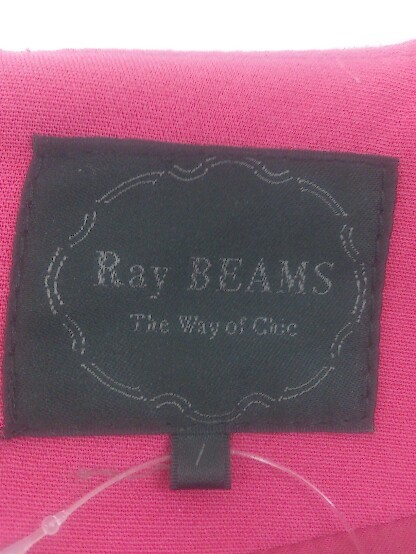 Ray BEAMS
The Way of Chic
1